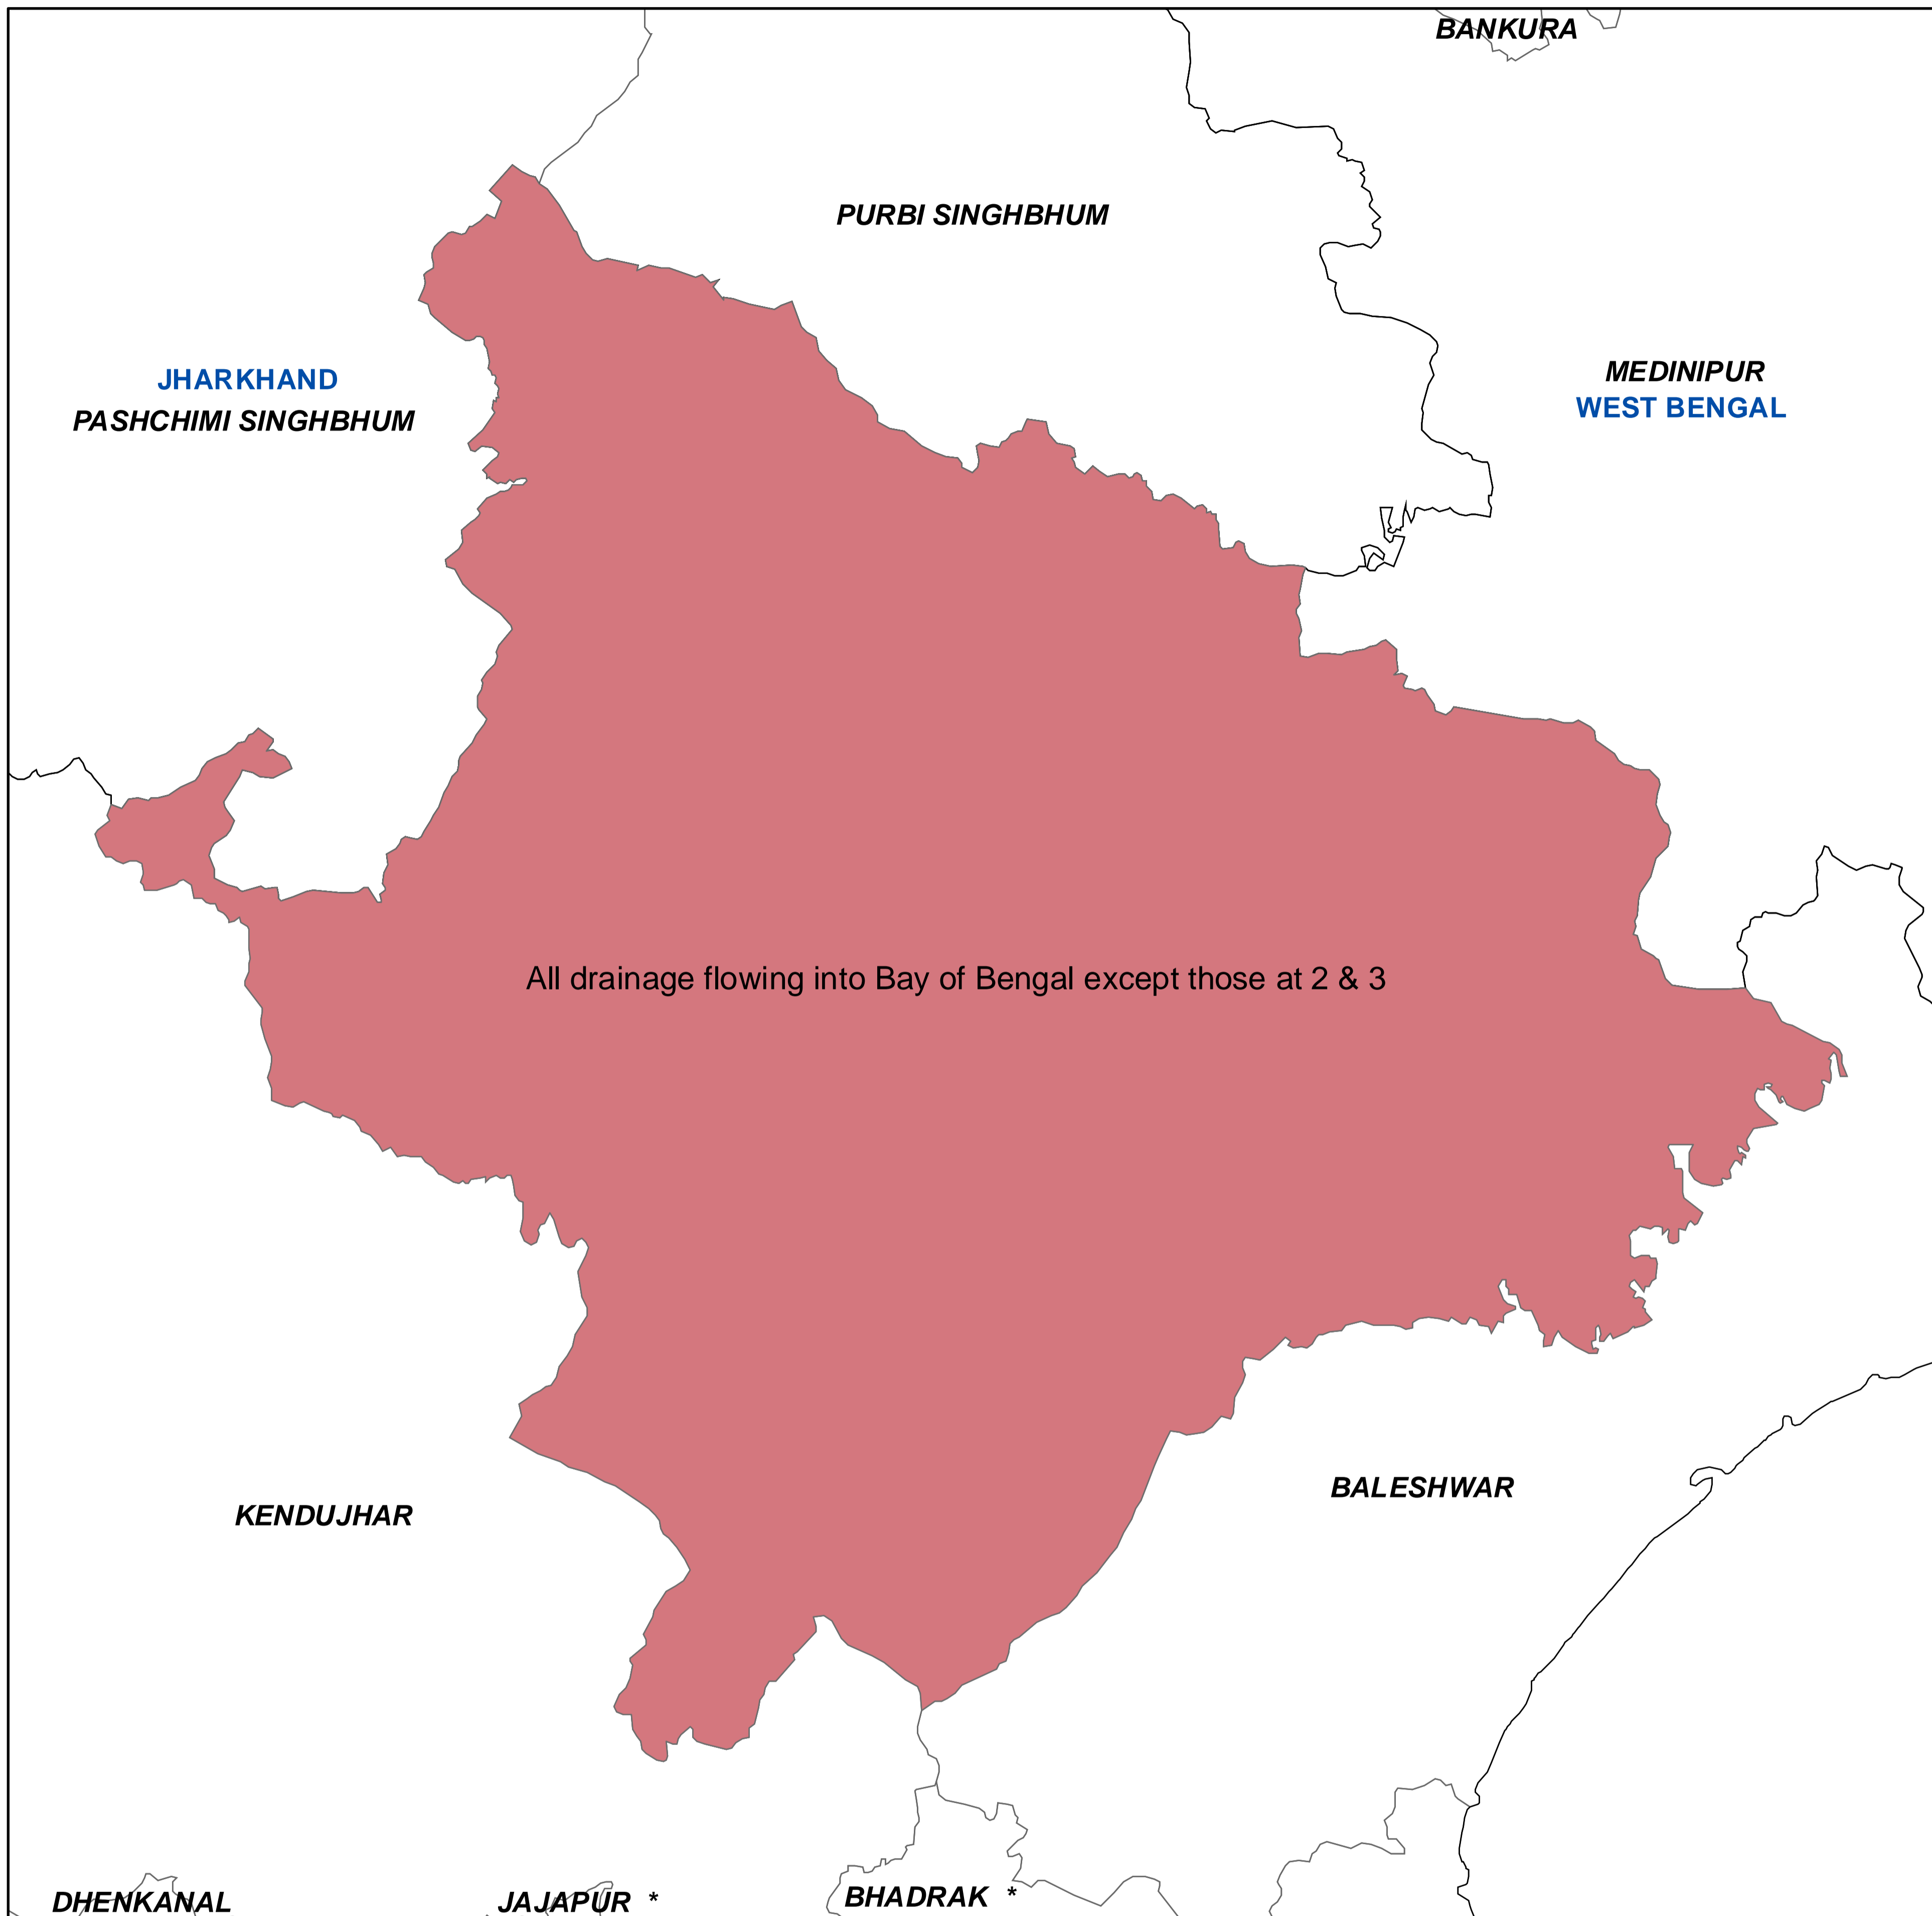 BANKURA
PURBI SINGHBHUM
JHARKHAND
PASHCHIMI SINGHBHUM
MEDINIPUR
WEST BENGAL
All drainage flowing into Bay of Bengal except those at 2 & 3
BALESHWAR
KENDUJHAR
DHENKANAL
JAJAPUR *
BHADRAK *